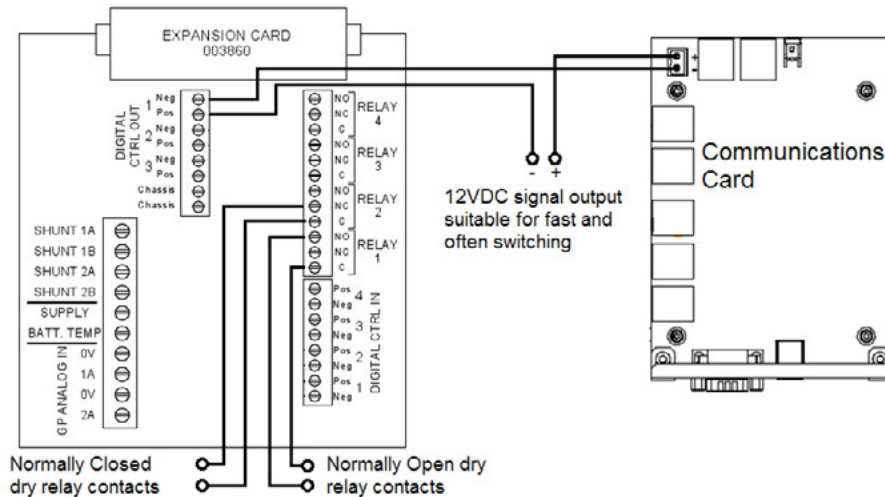 EXPANSION CARD
003860
DIGITAL
CTRL OUT
1 Neg
Pos
2 Neg
Pos
3 Neg
Pos
Chassis
Chassis
NO
NC
C
RELAY
4
NO
NC
C
RELAY
3
NO
NC
C
RELAY
2
NO
NC
C
RELAY
1
SHUNT 1A
SHUNT 1B
SHUNT 2A
SHUNT 2B
SUPPLY
BATT. TEMP
GP ANALOG IN
0V
1A
0V
2A
Pos 4
Neg
Pos 3
Neg
Pos 2
Neg
Pos 1
Neg
DIGITAL CTRL IN
+
-
- +
12VDC signal output
suitable for fast and
often switching
Communications
Card
Normally Closed
dry relay contacts
Normally Open dry
relay contacts